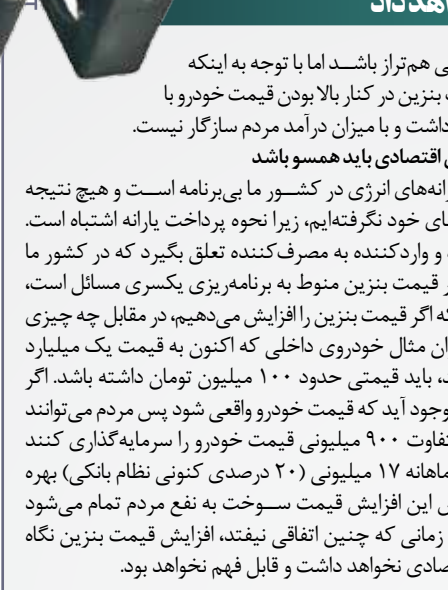 هد داد
ی هم‌تراز باشد اما با توجه به اینکه
بنزین در کنار بالا بودن قیمت خودرو با
داشت و با میزان درآمد مردم سازگار نیست.
اقتصادی باید همسو باشد
رانه‌های انرژی در کشور ما بی‌برنامه است و هیچ نتیجه
ای خود نگرفته‌ایم، زیرا نحوه پرداخت یارانه اشتباه است.
و واردکننده به مصرف‌کننده تعلق بگیرد که در کشور ما
ر قیمت بنزین منوط به برنامه‌ریزی یکسری مسائل است،
که اگر قیمت بنزین را افزایش می‌دهیم، در مقابل چه چیزی
ان مثال خودروی داخلی که اکنون به قیمت یک میلیارد
د، باید قیمتی حدود ۱۰۰ میلیون تومان داشته باشد. اگر
وجود آید که قیمت خودرو واقعی شود پس مردم می‌توانند
تفاوت ۹۰۰ میلیونی قیمت خودرو را سرمایه‌گذاری کنند
ماهانه ۱۷ میلیونی (۲۰ درصدی کنونی نظام بانکی) بهره
این افزایش قیمت سوخت به نفع مردم تمام می‌شود
زمانی که چنین اتفاقی نیفتد، افزایش قیمت بنزین نگاه
صادی نخواهد داشت و قابل فهم نخواهد بود.